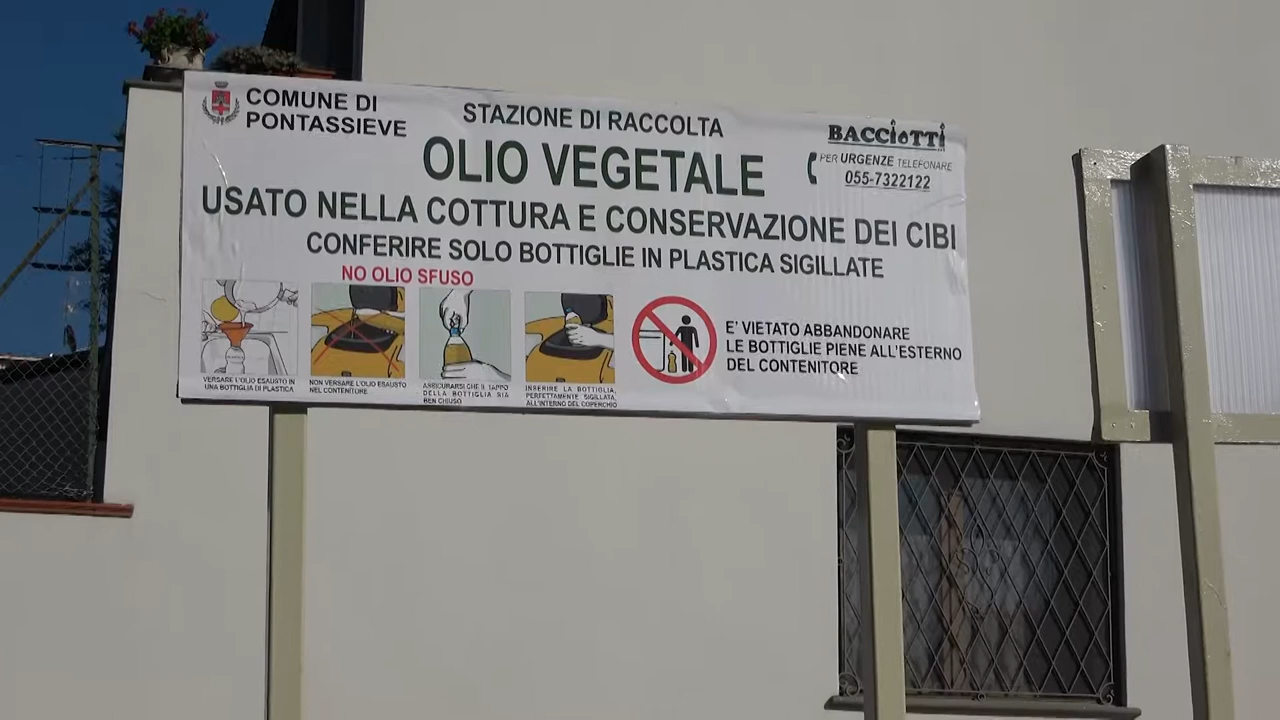 COMUNE DI
PONTASSIEVE
STAZIONE DI RACCOLTA
OLIO VEGETALE
USATO NELLA COTTURA E CONSERVAZIONE DEI CIBI
CONFERIRE SOLO BOTTIGLIE IN PLASTICA SIGILLATE
BACCIOTTI
PER URGENZE TELEFONARE
055-7322122
NO OLIO SFUSO
VERSARE L'OLIO ESAUSTO IN
UNA BOTTIGLIA DI PLASTICA
NON VERSARE L'OLIO ESAUSTO
NEL CONTENITORE
ASSICURARSI CHE IL TAPPO
DELLA BOTTIGLIA SIA
BEN CHIUSO
INSERIRE LA BOTTIGLIA,
PERFETTAMENTE SIGILLATA,
ALL'INTERNO DEL COPERCHIO
E' VIETATO ABBANDONARE
LE BOTTIGLIE PIENE ALL'ESTERNO
DEL CONTENITORE